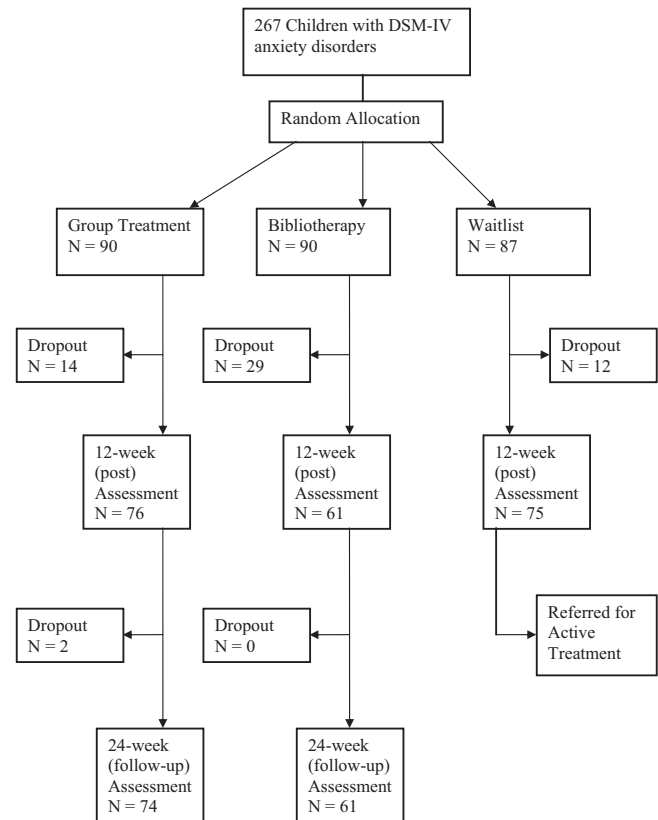 267 Children with DSM-IV
anxiety disorders
Random Allocation
Group Treatment
N = 90
Bibliotherapy
N = 90
Waitlist
N = 87
Dropout
N = 14
Dropout
N = 29
Dropout
N = 12
12-week
(post)
Assessment
N = 76
12-week
(post)
Assessment
N = 61
12-week
(post)
Assessment
N = 75
Dropout
N = 2
Dropout
N = 0
Referred for
Active
Treatment
24-week
(follow-up)
Assessment
N = 74
24-week
(follow-up)
Assessment
N = 61